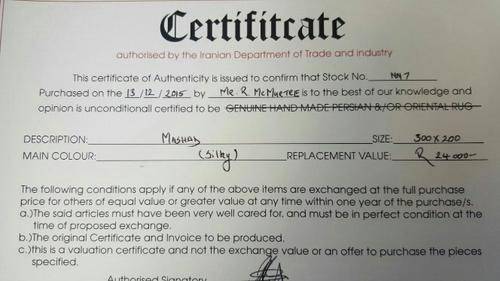 Certifitcate
authorised by the Iranian Department of Trade and industry
This certificate of Authenticity is issued to confirm that Stock No.
Purchased on the 13/12/2015 by Mr. R McMurtee is to the best of our knowledge and
opinion is unconditionall certified to be GENUINE HAND MADE PERSIAN &/OR ORIENTAL RUG
DESCRIPTION: MASHAD SIZE: 300 X 200
MAIN COLOUR: (Silky) REPLACEMENT VALUE: R 24000-
The following conditions apply if any of the above items are exchanged at the full purchase
price for others of equal value or greater value at any time within one year of the purchase/s.
a.)The said articles must have been very well cared for, and must be in perfect condition at the
time of proposed exchange.
b.)The original Certificate and Invoice to be produced.
c.)this is a valuation certificate and not the exchange value or an offer to purchase the pieces
specified.
Authorised Signatory